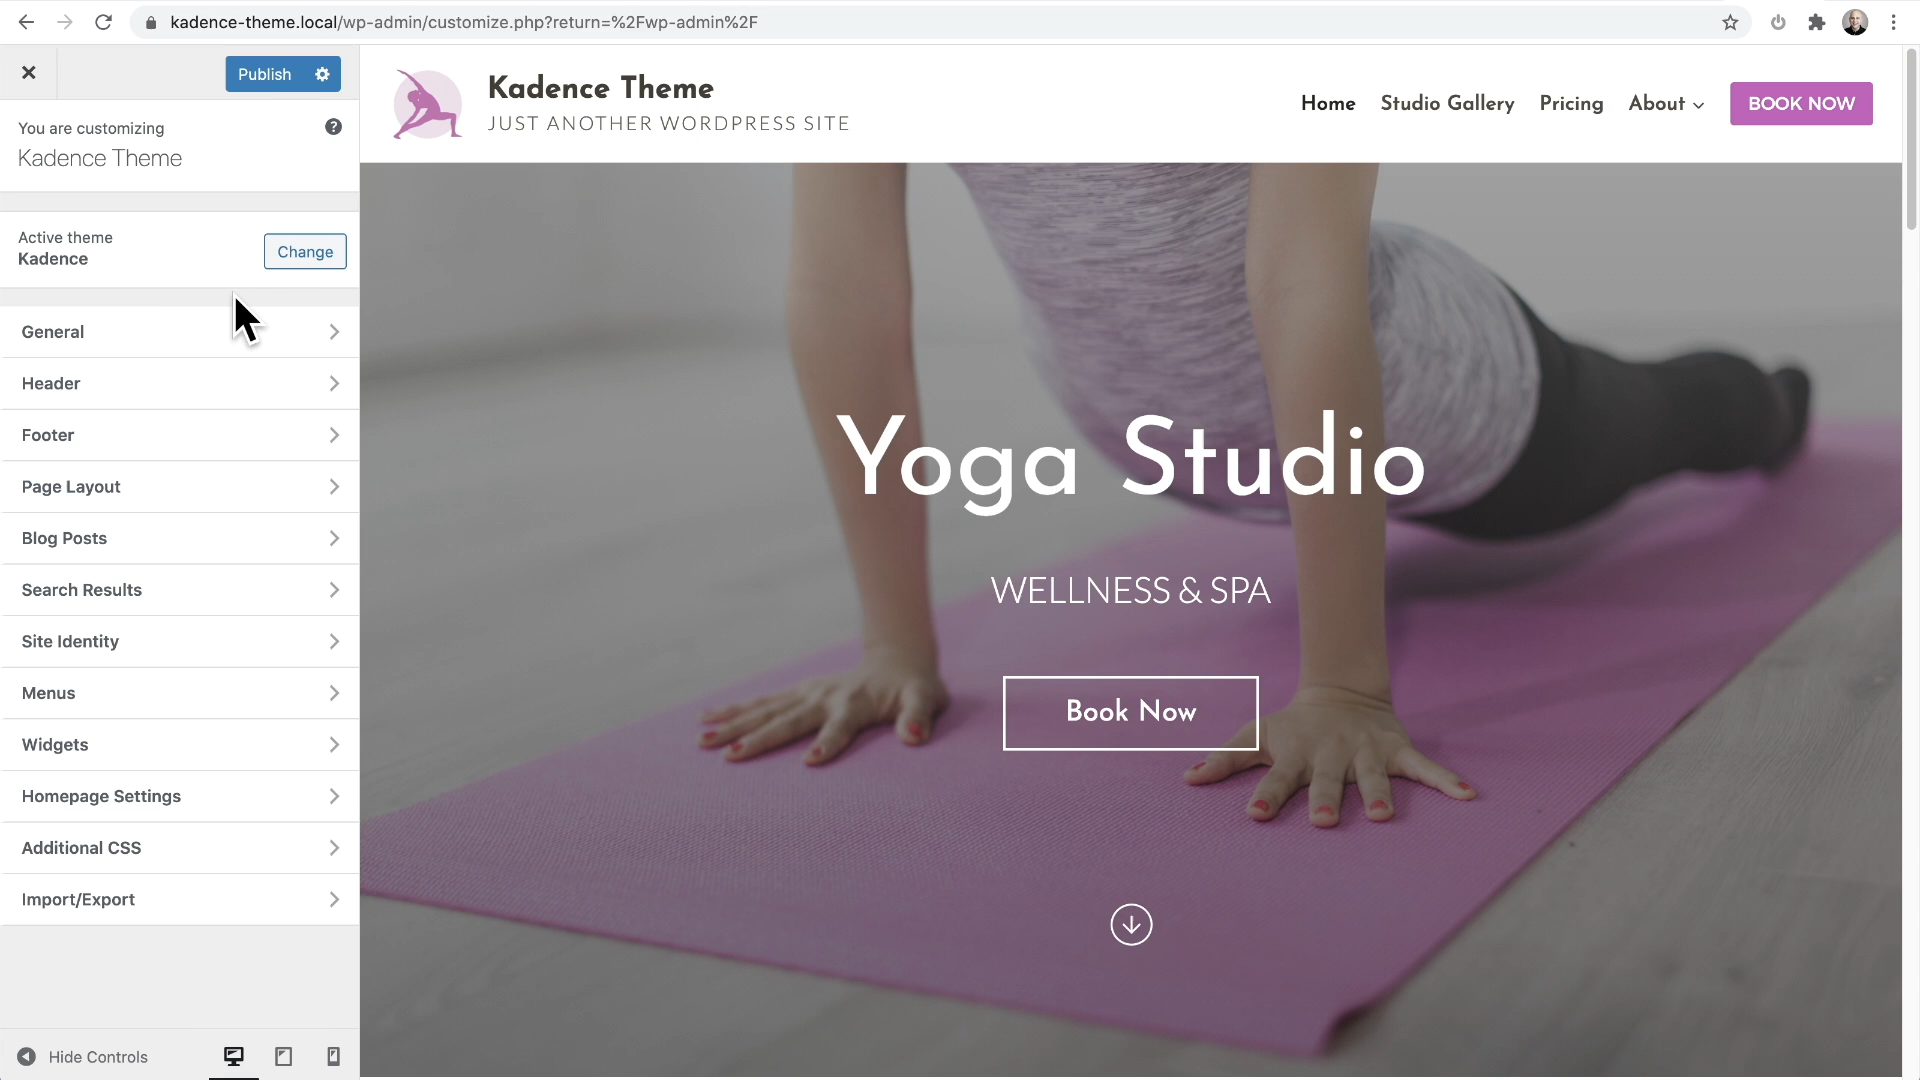 kadence-theme.local/wp-admin/customize.php?return=%2Fwp-admin%2F
Publish
You are customizing
Kadence Theme
Active theme
Kadence
Change
General
Header
Footer
Page Layout
Blog Posts
Search Results
Site Identity
Menus
Widgets
Homepage Settings
Additional CSS
Import/Export
Hide Controls
Kadence Theme
JUST ANOTHER WORDPRESS SITE
Home Studio Gallery Pricing About BOOK NOW
Yoga Studio
WELLNESS & SPA
Book Now